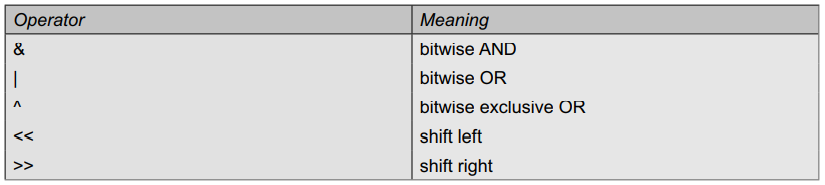 Operator Meaning
& bitwise AND
| bitwise OR
^ bitwise exclusive OR
<< shift left
>> shift right